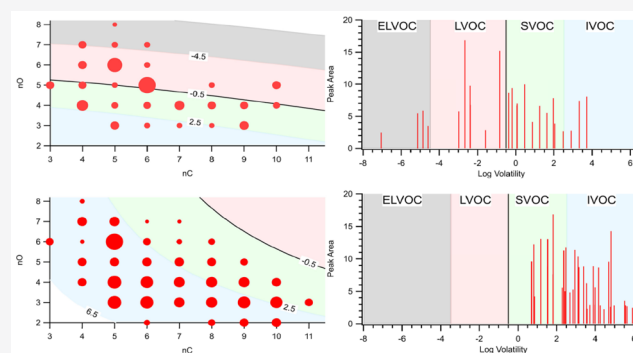 8
7
6
5
4
3
2
nO
-4.5
-0.5
2.5
3 4 5 6 7 8 9 10 11
nC
20
15
10
5
0
Peak Area
ELVOC LVOC SVOC IVOC
-8 -6 -4 -2 0 2 4 6
Log Volatility
8
7
6
5
4
3
2
nO
-0.5
2.5
6.5
3 4 5 6 7 8 9 10 11
nC
20
15
10
5
0
Peak Area
ELVOC LVOC SVOC IVOC
-8 -6 -4 -2 0 2 4 6
Log Volatility